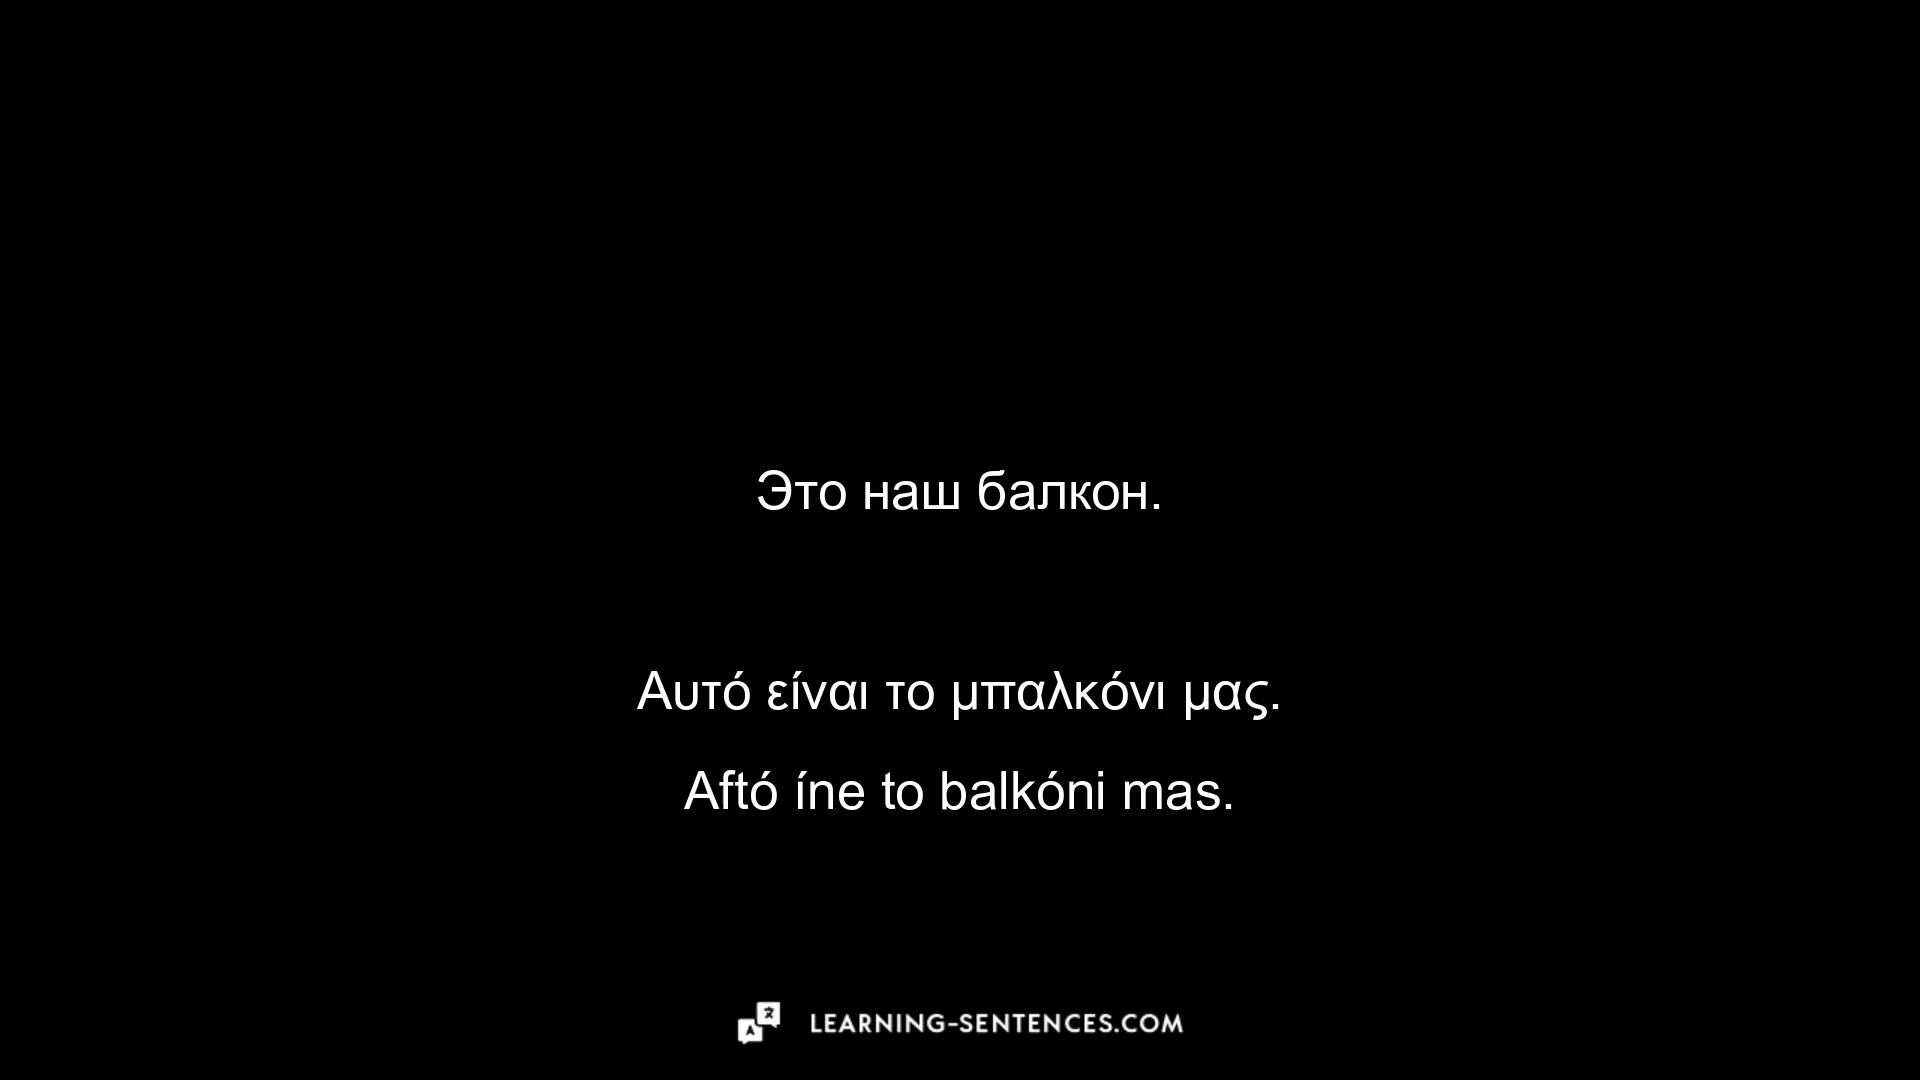 Это наш балкон.
Αυτό είναι το μπαλκόνι μας.
Aftó íne to balkóni mas.
LEARNING-SENTENCES.COM